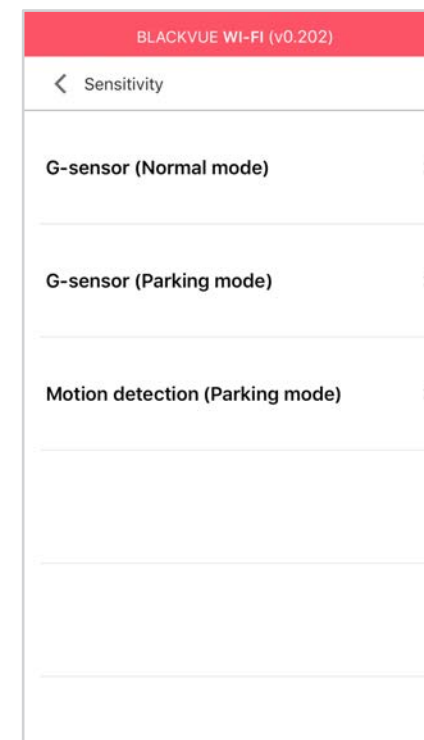 BLACKVUE WI-FI (v0.202)
Sensitivity
G-sensor (Normal mode)
G-sensor (Parking mode)
Motion detection (Parking mode)